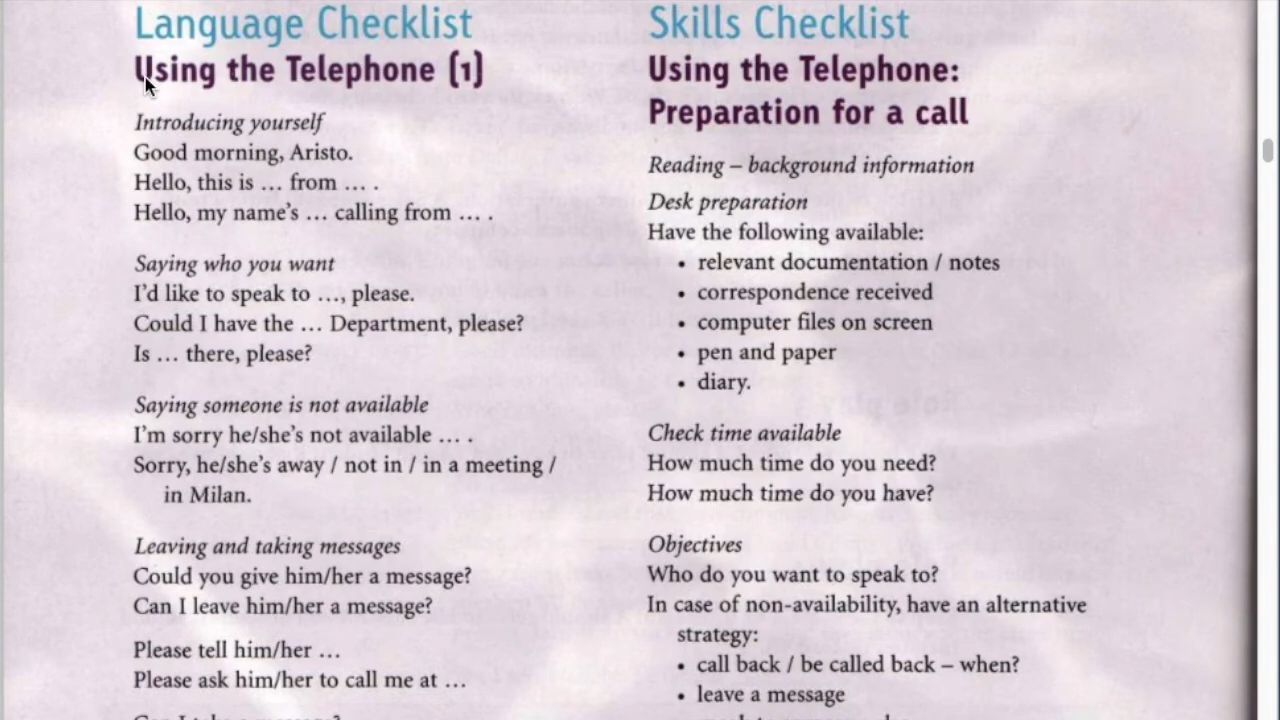 Language Checklist
Using the Telephone (1)
Introducing yourself
Good morning, Aristo.
Hello, this is … from … .
Hello, my name's … calling from … .
Saying who you want
I'd like to speak to …, please.
Could I have the … Department, please?
Is … there, please?
Saying someone is not available
I'm sorry he/she's not available … .
Sorry, he/she's away / not in / in a meeting /
in Milan.
Leaving and taking messages
Could you give him/her a message?
Can I leave him/her a message?
Please tell him/her …
Please ask him/her to call me at …
Skills Checklist
Using the Telephone:
Preparation for a call
Reading – background information
Desk preparation
Have the following available:
• relevant documentation / notes
• correspondence received
• computer files on screen
• pen and paper
• diary.
Check time available
How much time do you need?
How much time do you have?
Objectives
Who do you want to speak to?
In case of non-availability, have an alternative
strategy:
• call back / be called back – when?
• leave a message